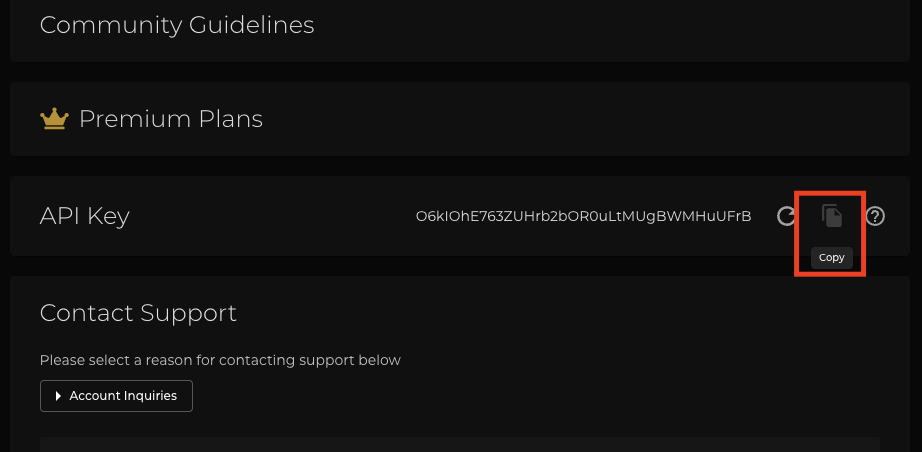 Community Guidelines
Premium Plans
API Key
O6kIOhE763ZUHrb2bOR0uLtMUgBWMHuUFrB
Copy
Contact Support
Please select a reason for contacting support below
Account Inquiries